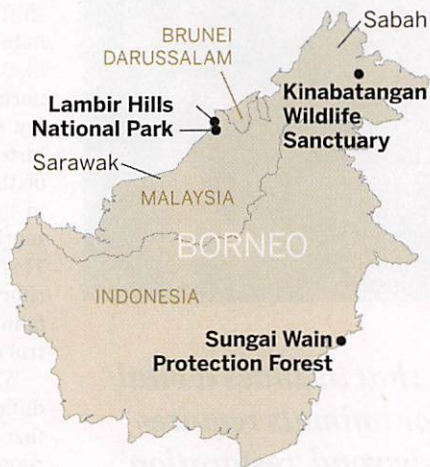 Sabah
BRUNEI
DARUSSALAM
Lambir Hills
National Park
Kinabatangan
Wildlife
Sanctuary
Sarawak
MALAYSIA
BORNEO
INDONESIA
Sungai Wain
Protection Forest